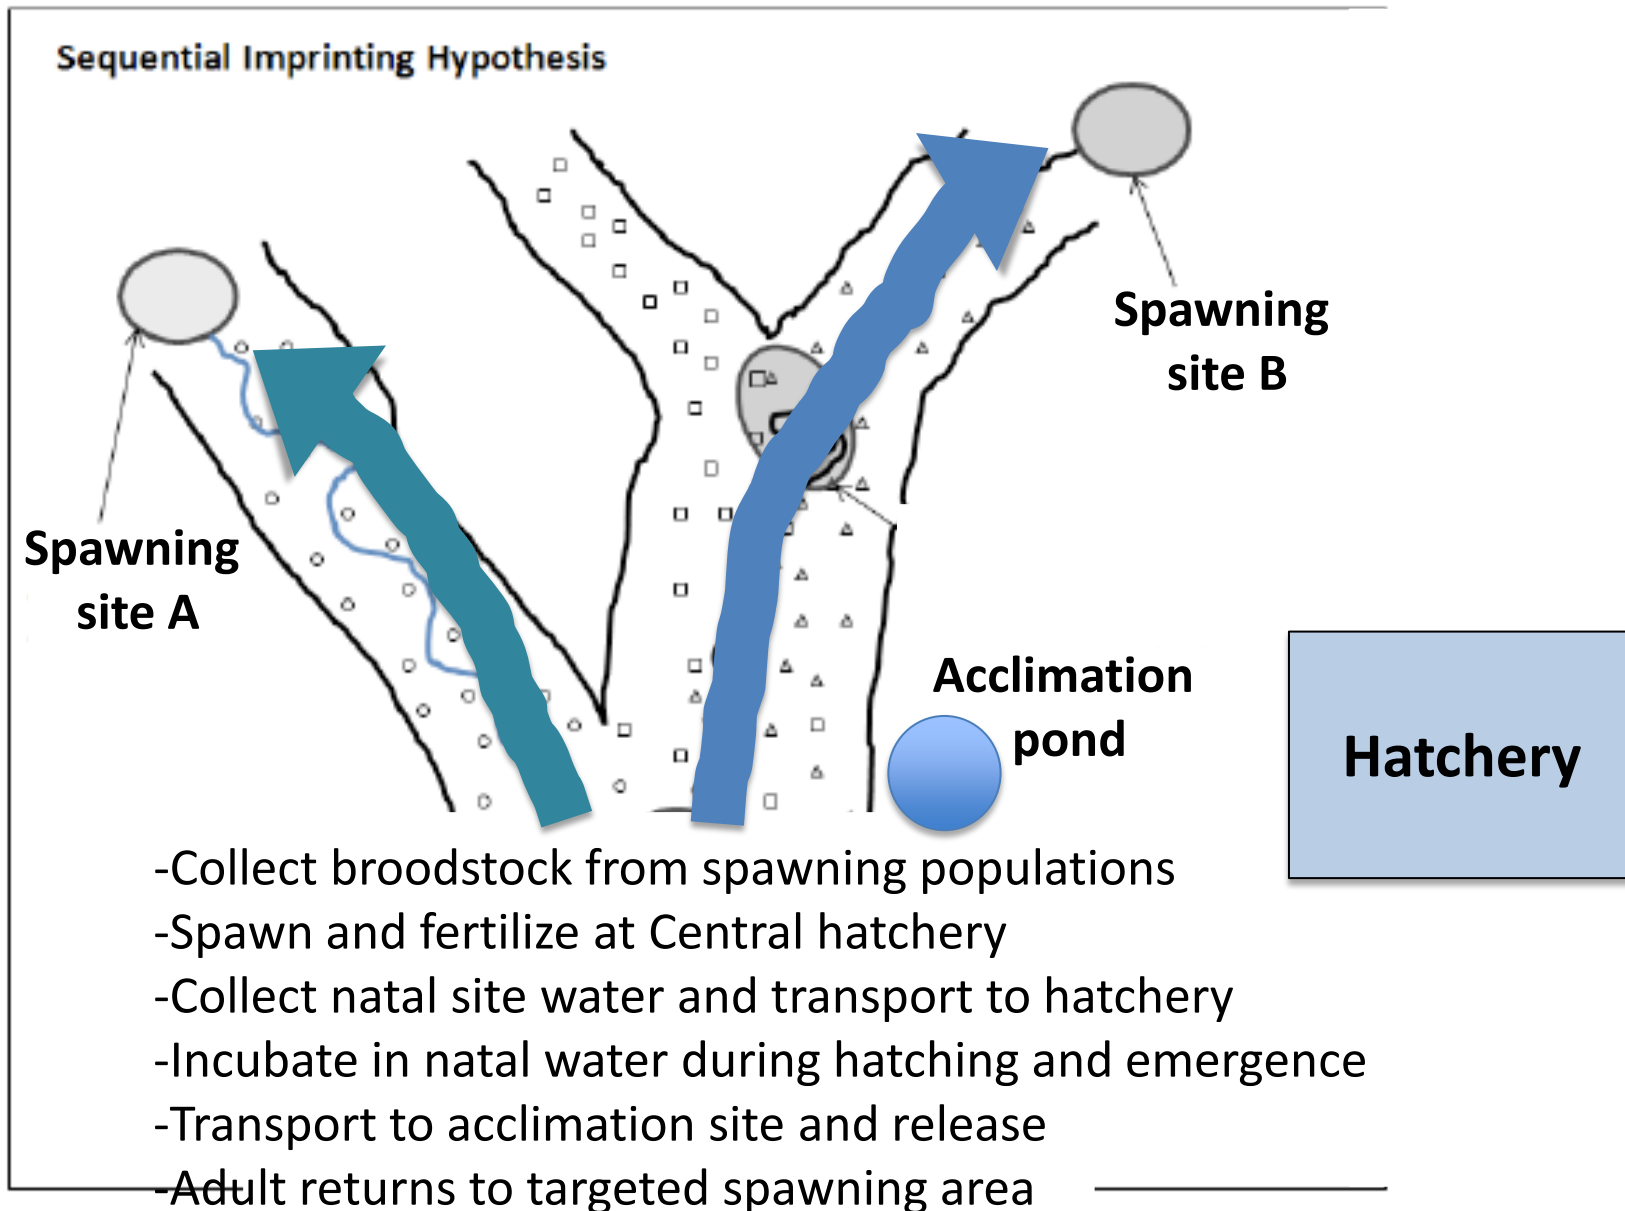 Sequential Imprinting Hypothesis
Spawning
site B
Spawning
site A
Acclimation
pond
Hatchery
-Collect broodstock from spawning populations
-Spawn and fertilize at Central hatchery
-Collect natal site water and transport to hatchery
-Incubate in natal water during hatching and emergence
-Transport to acclimation site and release
-Adult returns to targeted spawning area